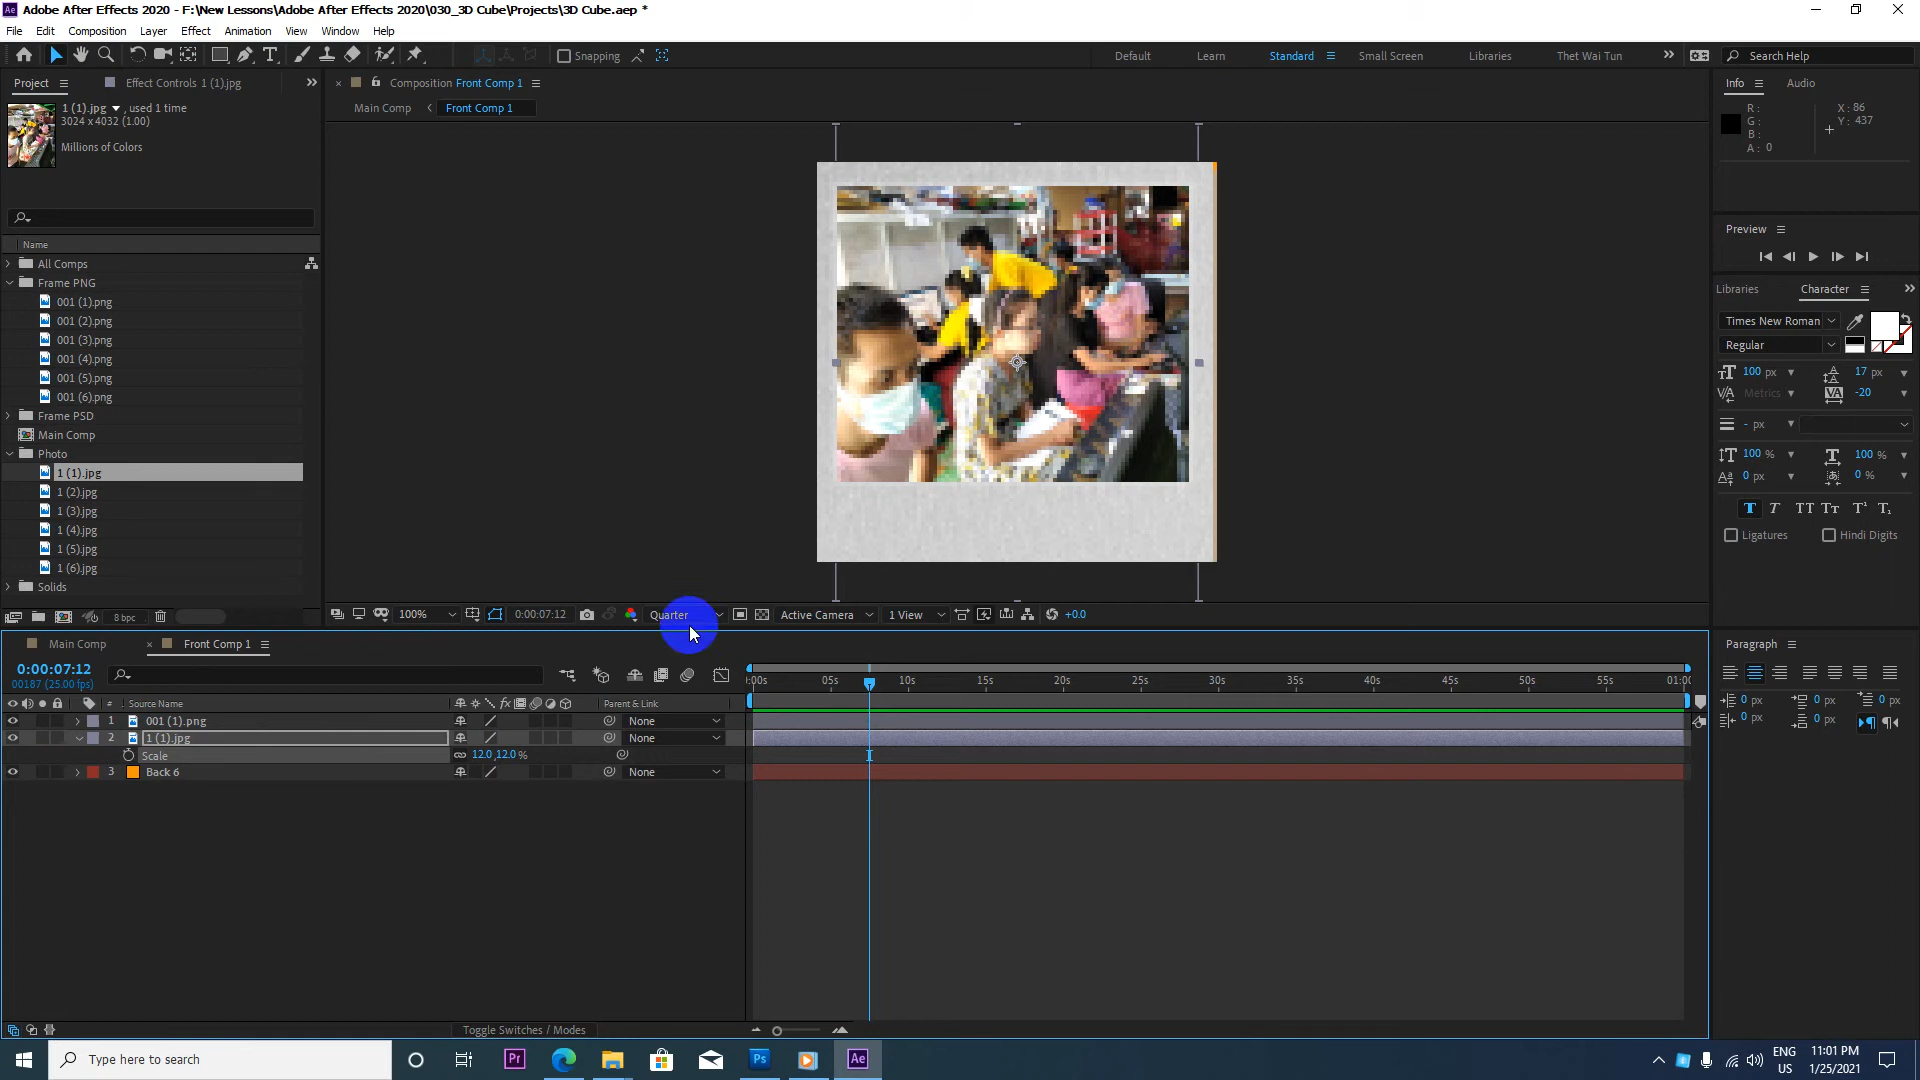 Adobe After Effects 2020 - F:\New Lessons\Adobe After Effects 2020\030_3D Cube\Projects\3D Cube.aep *
File Edit Composition Layer Effect Animation View Window Help
Snapping
Default Learn Standard Small Screen Libraries Thet Wai Tun Search Help
Project Effect Controls 1 (1).jpg
1 (1).jpg , used 1 time
3024 x 4032 (1.00)
Millions of Colors
Name
All Comps
Frame PNG
001 (1).png
001 (2).png
001 (3).png
001 (4).png
001 (5).png
001 (6).png
Frame PSD
Main Comp
Photo
1 (1).jpg
1 (2).jpg
1 (3).jpg
1 (4).jpg
1 (5).jpg
1 (6).jpg
Solids
8 bpc
Composition Front Comp 1
Main Comp Front Comp 1
100% 0:00:07:12 Quarter Active Camera 1 View +0.0
Info Audio
R :
G :
B :
A : 0
X : 86
Y : 437
Preview
Libraries Character
Times New Roman
Regular
100 px 17 px
Metrics -20
- px
100 % 100 %
0 px 0 %
T T TT Tт T¹ T₁
Ligatures Hindi Digits
Main Comp Front Comp 1
0:00:07:12
00187 (25.00 fps)
:00s 05s 10s 15s 20s 25s 30s 35s 40s 45s 50s 55s 01:00
# Source Name fx Parent & Link
1 001 (1).png None
2 1 (1).jpg None
Scale 12.0,12.0 %
3 Back 6 None
Toggle Switches / Modes
Paragraph
0 px 0 px 0 px
0 px 0 px
Type here to search
Pr Ps Ae
ENG
US
11:01 PM
1/25/2021